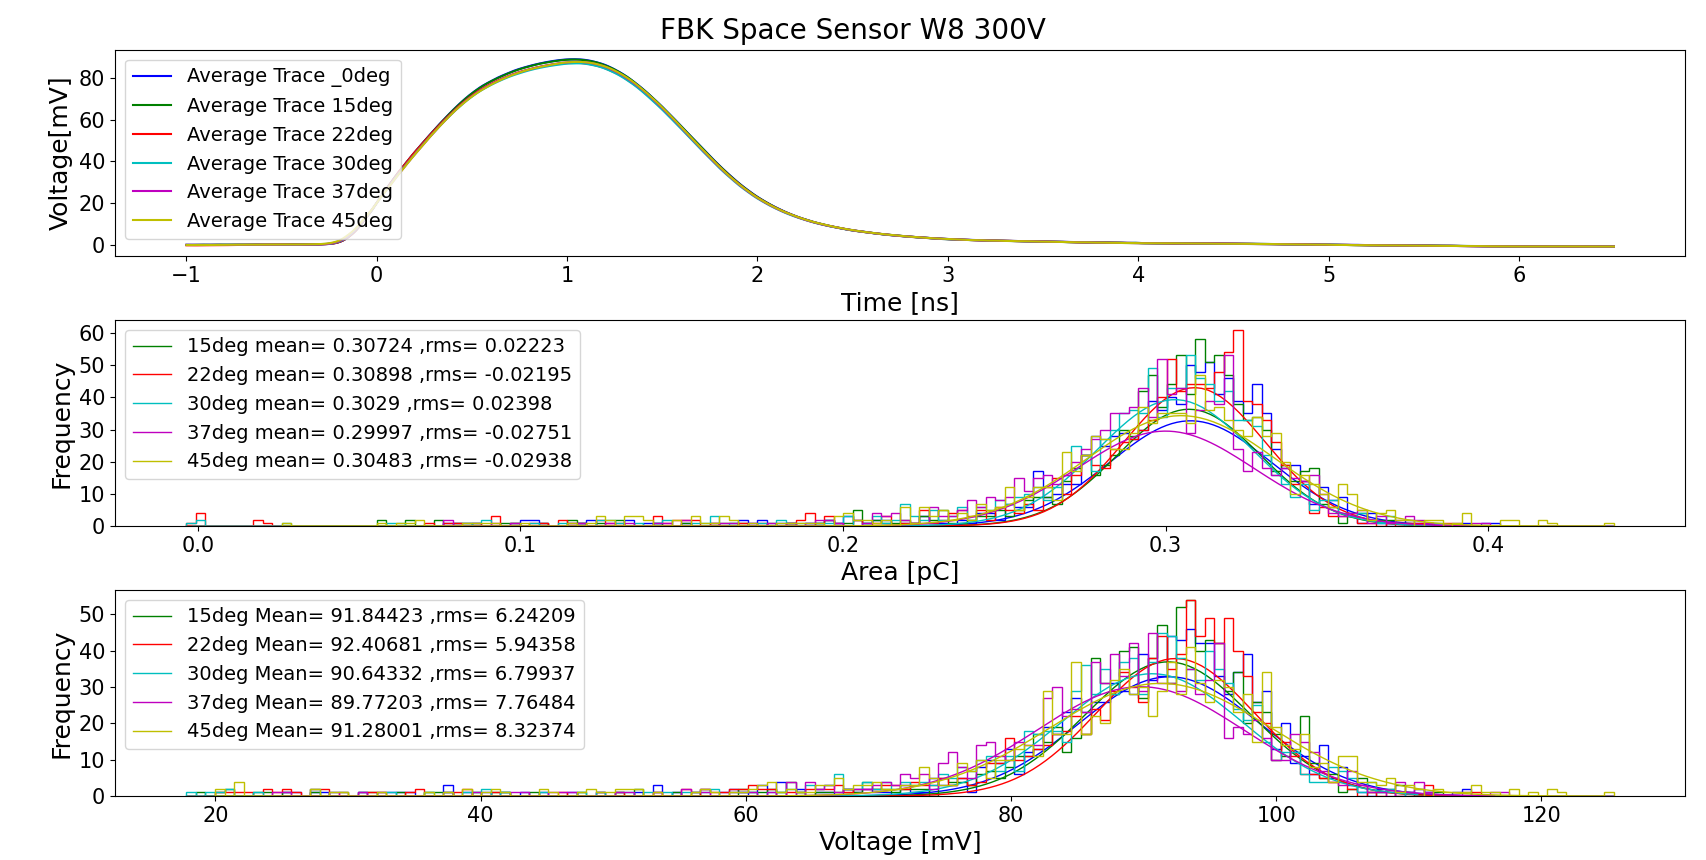 FBK Space Sensor W8 300V
Voltage[mV]
80
60
40
20
0
Average Trace _0deg
Average Trace 15deg
Average Trace 22deg
Average Trace 30deg
Average Trace 37deg
Average Trace 45deg
−1 0 1 2 3 4 5 6
Time [ns]
Frequency
60
50
40
30
20
10
0
15deg mean= 0.30724 ,rms= 0.02223
22deg mean= 0.30898 ,rms= -0.02195
30deg mean= 0.3029 ,rms= 0.02398
37deg mean= 0.29997 ,rms= -0.02751
45deg mean= 0.30483 ,rms= -0.02938
0.0 0.1 0.2 0.3 0.4
Area [pC]
Frequency
50
40
30
20
10
0
15deg Mean= 91.84423 ,rms= 6.24209
22deg Mean= 92.40681 ,rms= 5.94358
30deg Mean= 90.64332 ,rms= 6.79937
37deg Mean= 89.77203 ,rms= 7.76484
45deg Mean= 91.28001 ,rms= 8.32374
20 40 60 80 100 120
Voltage [mV]